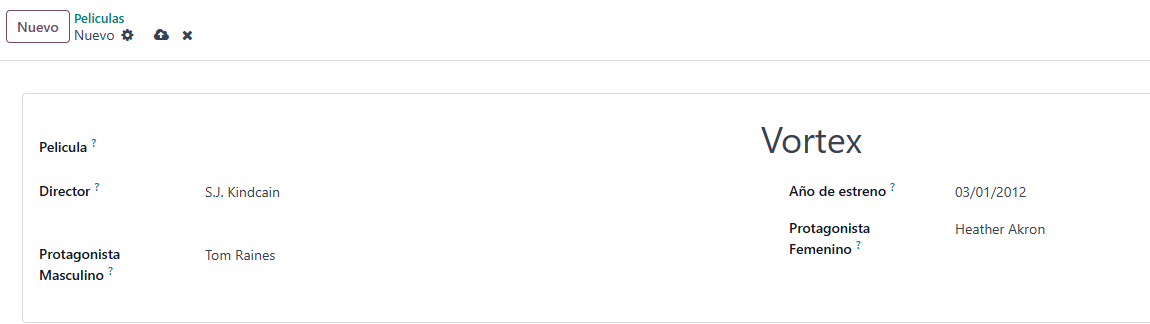 Nuevo
Peliculas
Nuevo
Pelicula ?
Vortex
Director ?
S.J. Kindcain
Año de estreno ?
03/01/2012
Protagonista
Masculino ?
Tom Raines
Protagonista
Femenino ?
Heather Akron